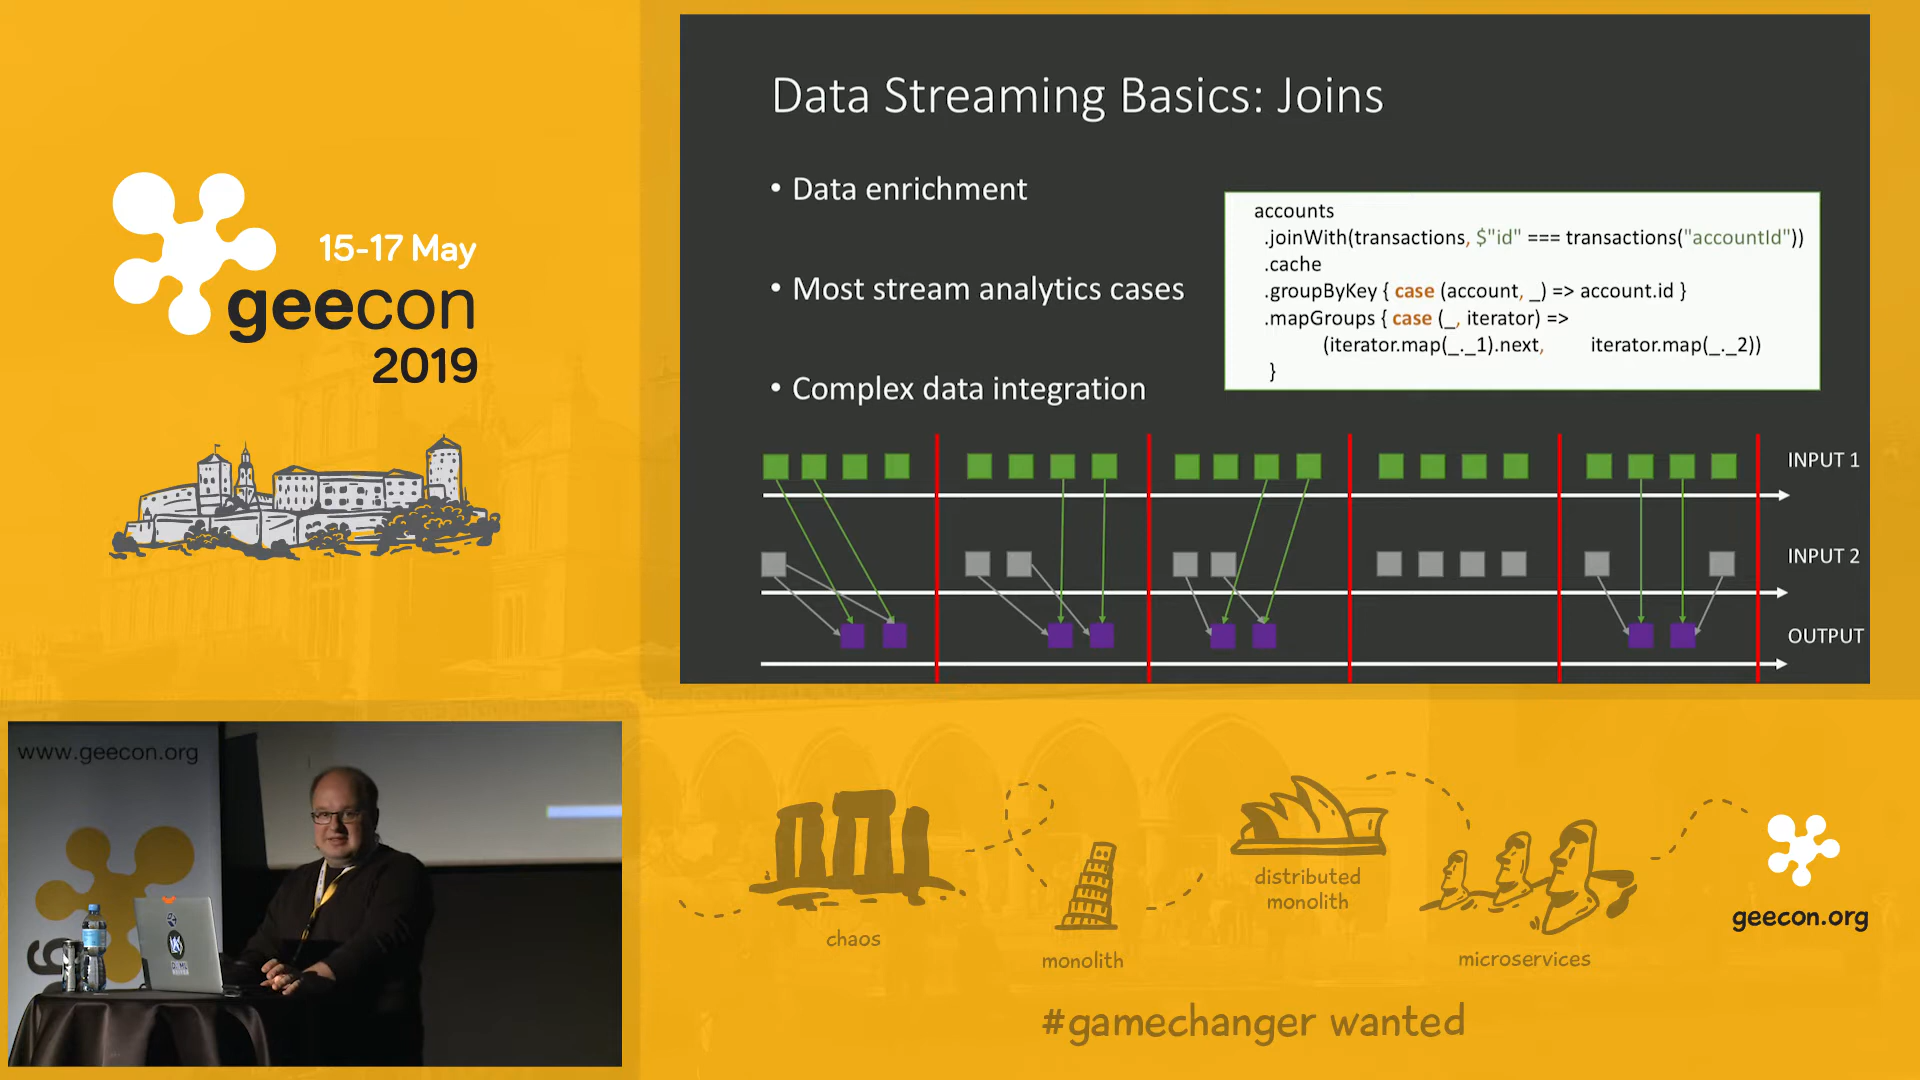 15-17 May
geecon
2019
Data Streaming Basics: Joins
• Data enrichment
• Most stream analytics cases
• Complex data integration
accounts
.joinWith(transactions, $"id" === transactions("accountId"))
.cache
.groupByKey { case (account, _) => account.id }
.mapGroups { case (_, iterator) =>
(iterator.map(_._1).next, iterator.map(_._2))
}
INPUT 1
INPUT 2
OUTPUT
www.geecon.org
chaos
monolith
distributed
monolith
microservices
geecon.org
#gamechanger wanted